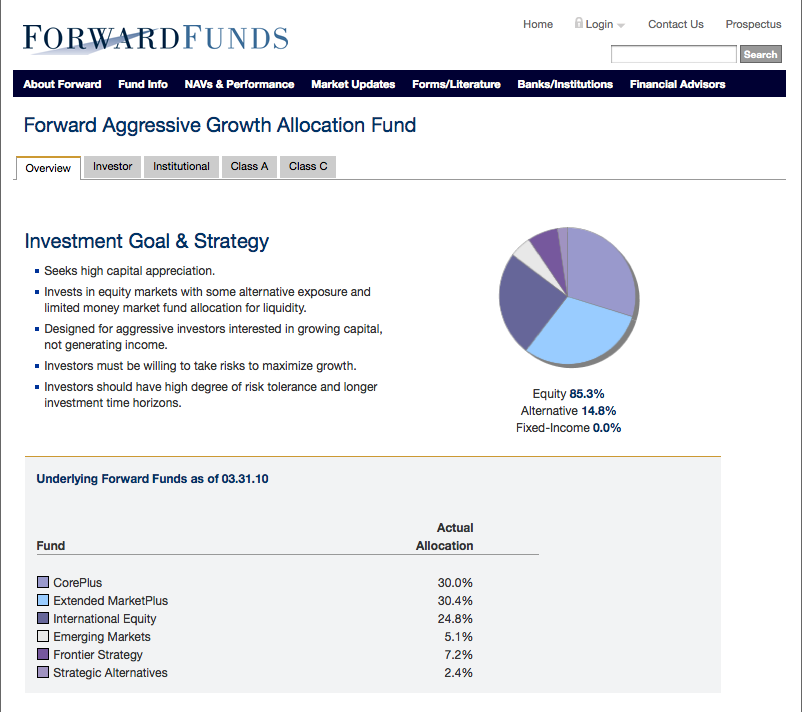 FORWARDFUNDS
Home Login Contact Us Prospectus
Search
About Forward Fund Info NAVs & Performance Market Updates Forms/Literature Banks/Institutions Financial Advisors
Forward Aggressive Growth Allocation Fund
Overview Investor Institutional Class A Class C
Investment Goal & Strategy
Seeks high capital appreciation.
Invests in equity markets with some alternative exposure and
limited money market fund allocation for liquidity.
Designed for aggressive investors interested in growing capital,
not generating income.
Investors must be willing to take risks to maximize growth.
Investors should have high degree of risk tolerance and longer
investment time horizons.
Equity 85.3%
Alternative 14.8%
Fixed-Income 0.0%
Underlying Forward Funds as of 03.31.10
Actual
Fund Allocation
CorePlus 30.0%
Extended MarketPlus 30.4%
International Equity 24.8%
Emerging Markets 5.1%
Frontier Strategy 7.2%
Strategic Alternatives 2.4%